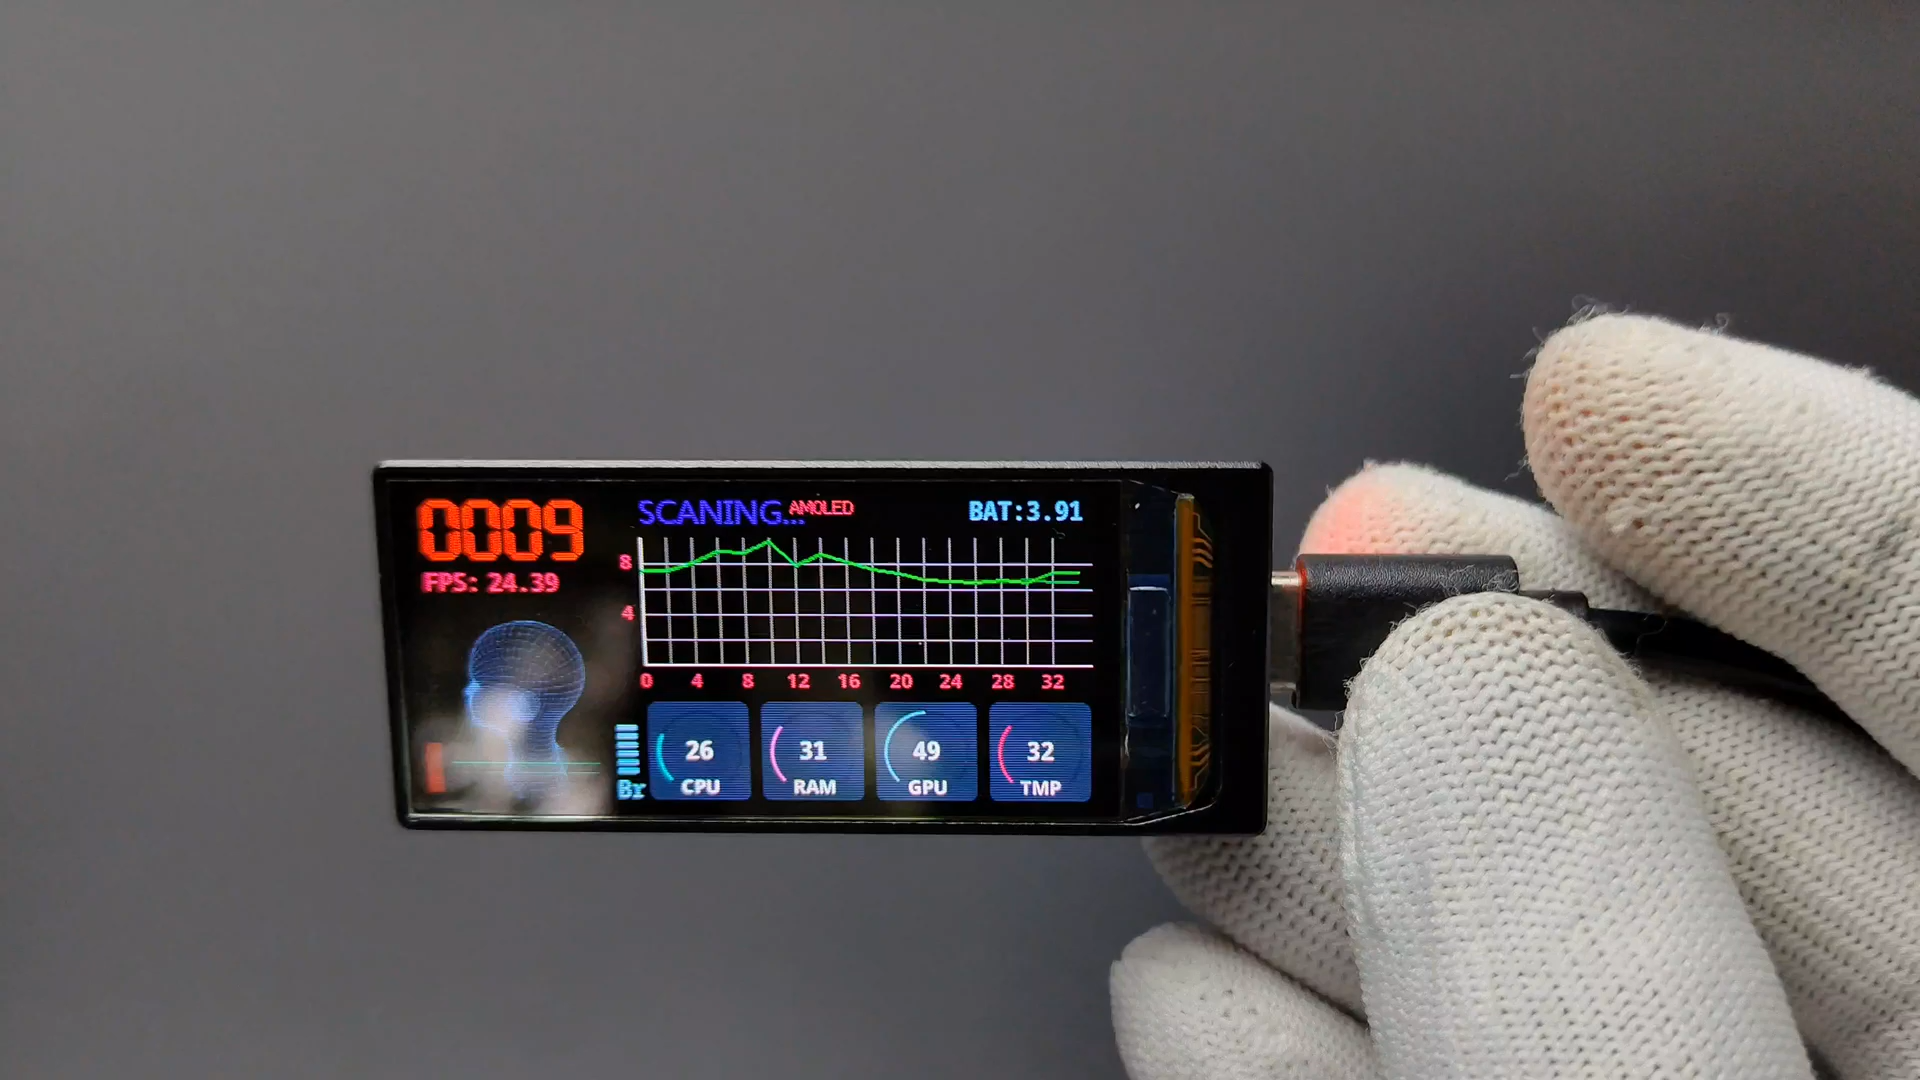 0009
FPS: 24.39
SCANING... AMOLED
BAT:3.91
8
4
0 4 8 12 16 20 24 28 32
Br
26 31 49 32
CPU RAM GPU TMP